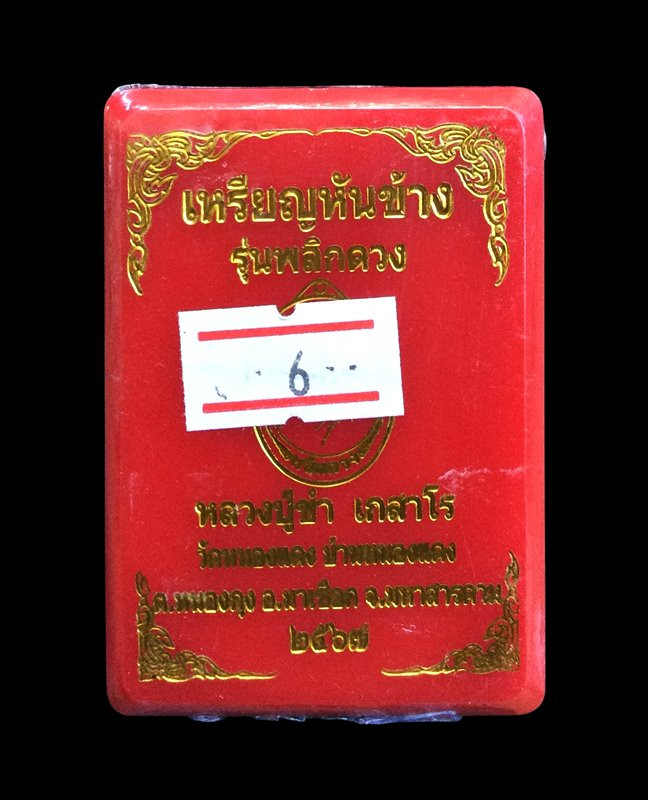 เหรียญหันข้าง
รุ่นพลิกดวง
6
หลวงปู่ขำ เกสาโร
วัดหนองแดง บ้านหนองแดง
ต.หนองกุง อ.นาเชือก จ.มหาสารคาม
๒๕๖๗